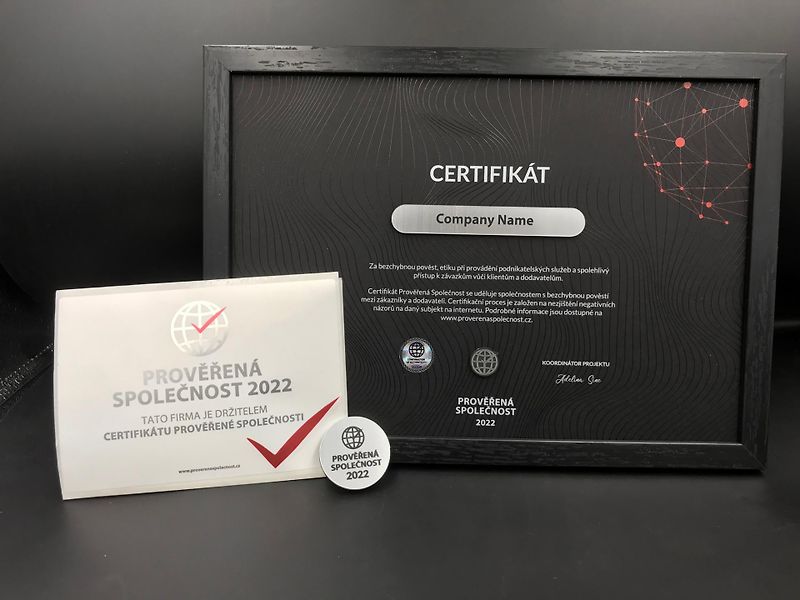 CERTIFIKÁT
Company Name
Za bezchybnou pověst, etiku při provádění podnikatelských služeb a spolehlivý
přístup k závazkům vůči klientům a dodavatelům.
Certifikát Prověřená Společnost se uděluje společnostem s bezchybnou pověstí
mezi zákazníky a dodavateli. Certifikační proces je založen na nezjištění negativních
názorů na daný subjekt na internetu. Podrobné informace jsou dostupné na
www.proverenaspolecnost.cz.
KOORDINÁTOR PROJEKTU
PROVĚŘENÁ
SPOLEČNOST
2022
PROVĚŘENÁ
SPOLEČNOST 2022
TATO FIRMA JE DRŽITELEM
CERTIFIKÁTU PROVĚŘENÉ SPOLEČNOSTI
www.proverenaspolecnost.cz
PROVĚŘENÁ
SPOLEČNOST
2022